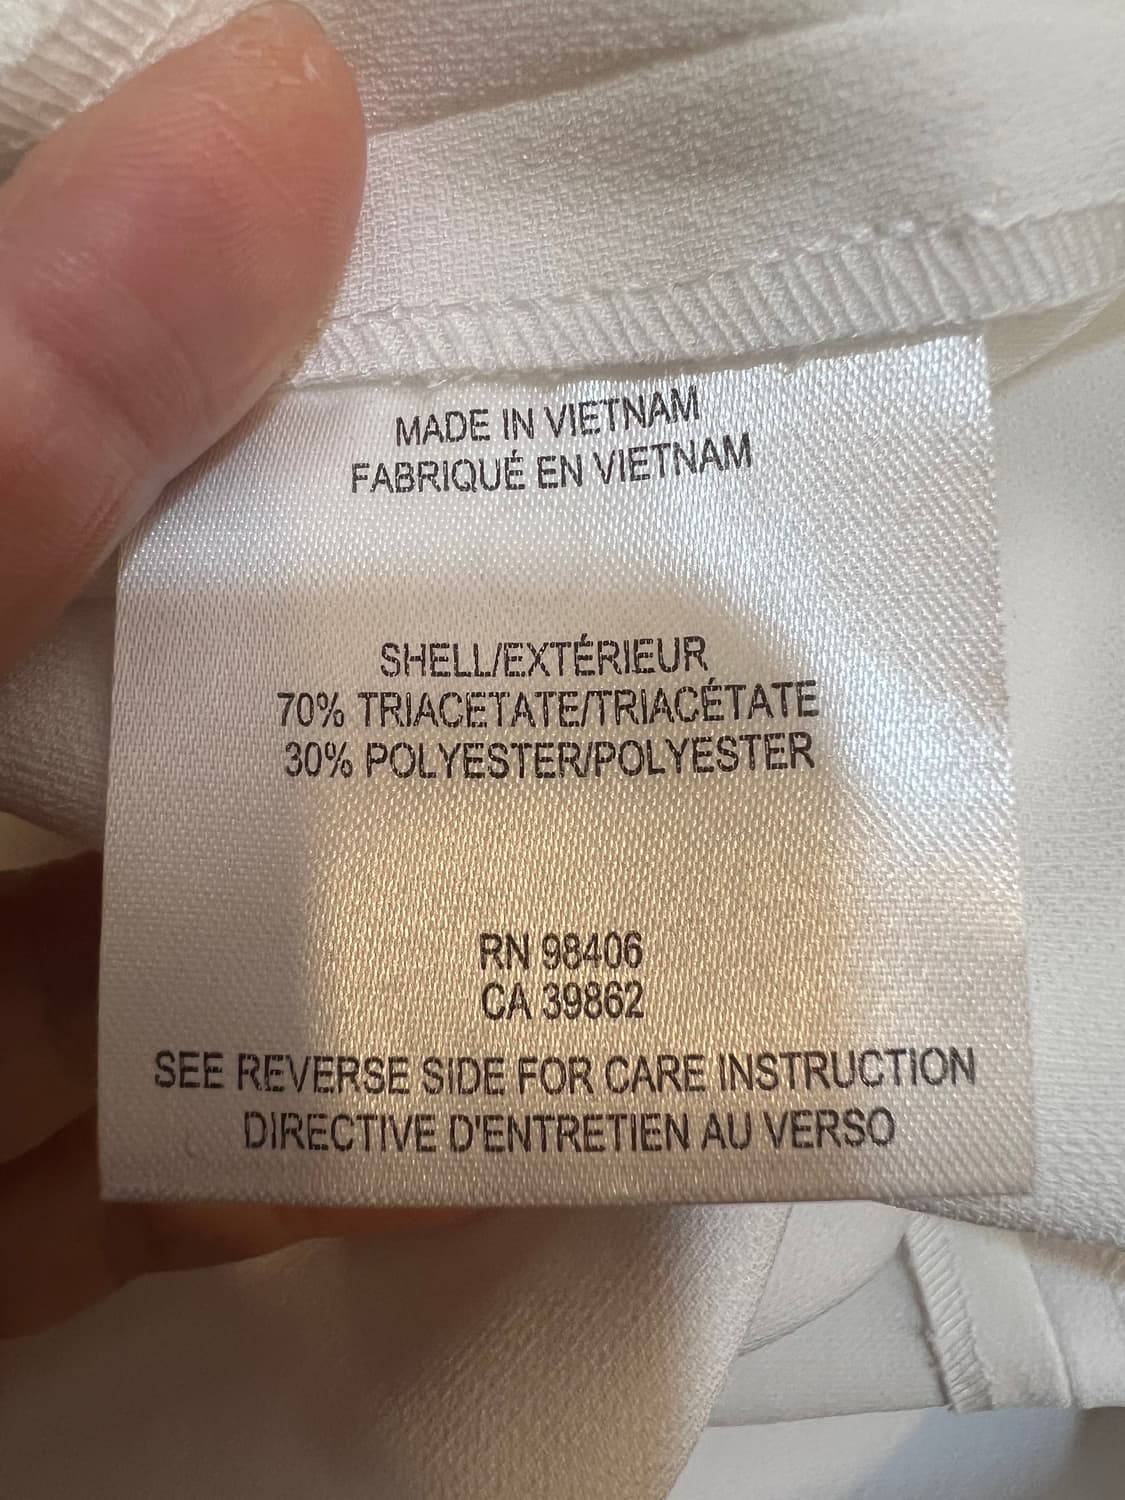 MADE IN VIETNAM
FABRIQUÉ EN VIETNAM
SHELL/EXTÉRIEUR
70% TRIACETATE/TRIACÉTATE
30% POLYESTER/POLYESTER
RN 98406
CA 39862
SEE REVERSE SIDE FOR CARE INSTRUCTION
DIRECTIVE D'ENTRETIEN AU VERSO